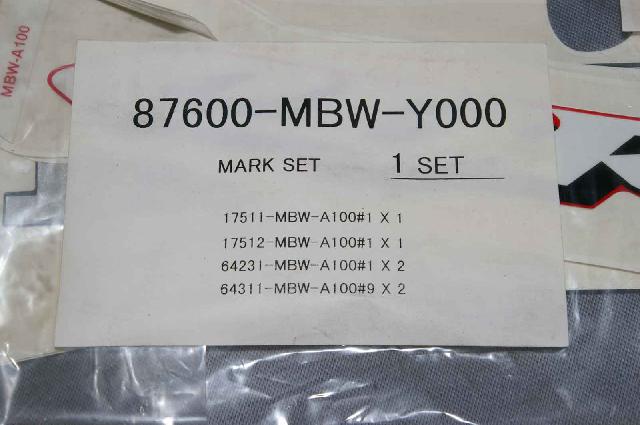 MBW-A100
87600-MBW-Y000
MARK SET 1 SET
17511-MBW-A100#1 X 1
17512-MBW-A100#1 X 1
64231-MBW-A100#1 X 2
64311-MBW-A100#9 X 2